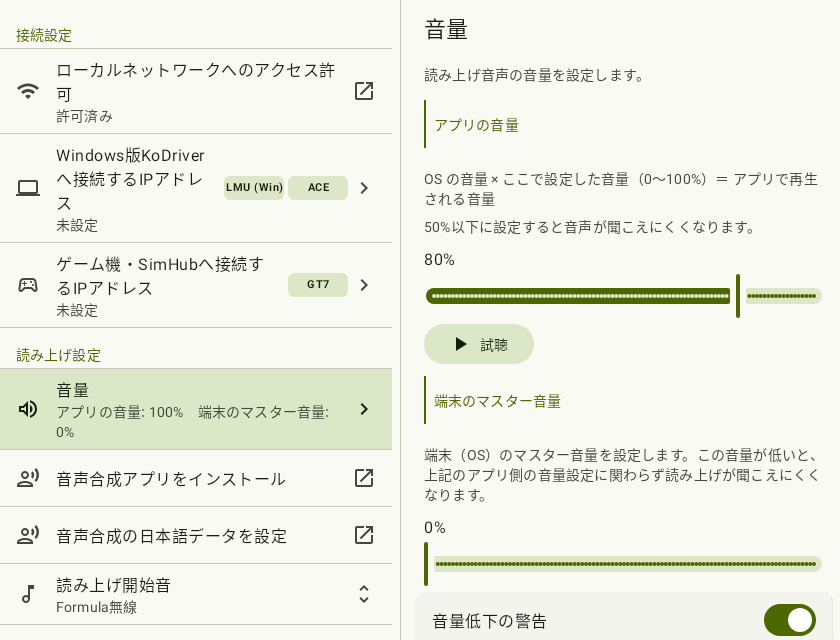 接続設定
ローカルネットワークへのアクセス許
可
許可済み
Windows版KoDriver
へ接続するIPアドレ
ス
LMU (Win)
ACE
未設定
ゲーム機・SimHubへ接続す
るIPアドレス
GT7
未設定
読み上げ設定
音量
アプリの音量: 100%　端末のマスター音量:
0%
音声合成アプリをインストール
音声合成の日本語データを設定
読み上げ開始音
Formula無線
音量
読み上げ音声の音量を設定します。
アプリの音量
OS の音量 × ここで設定した音量（0〜100%）＝ アプリで再生
される音量
50%以下に設定すると音声が聞こえにくくなります。
80%
試聴
端末のマスター音量
端末（OS）のマスター音量を設定します。この音量が低いと、
上記のアプリ側の音量設定に関わらず読み上げが聞こえにくく
なります。
0%
音量低下の警告